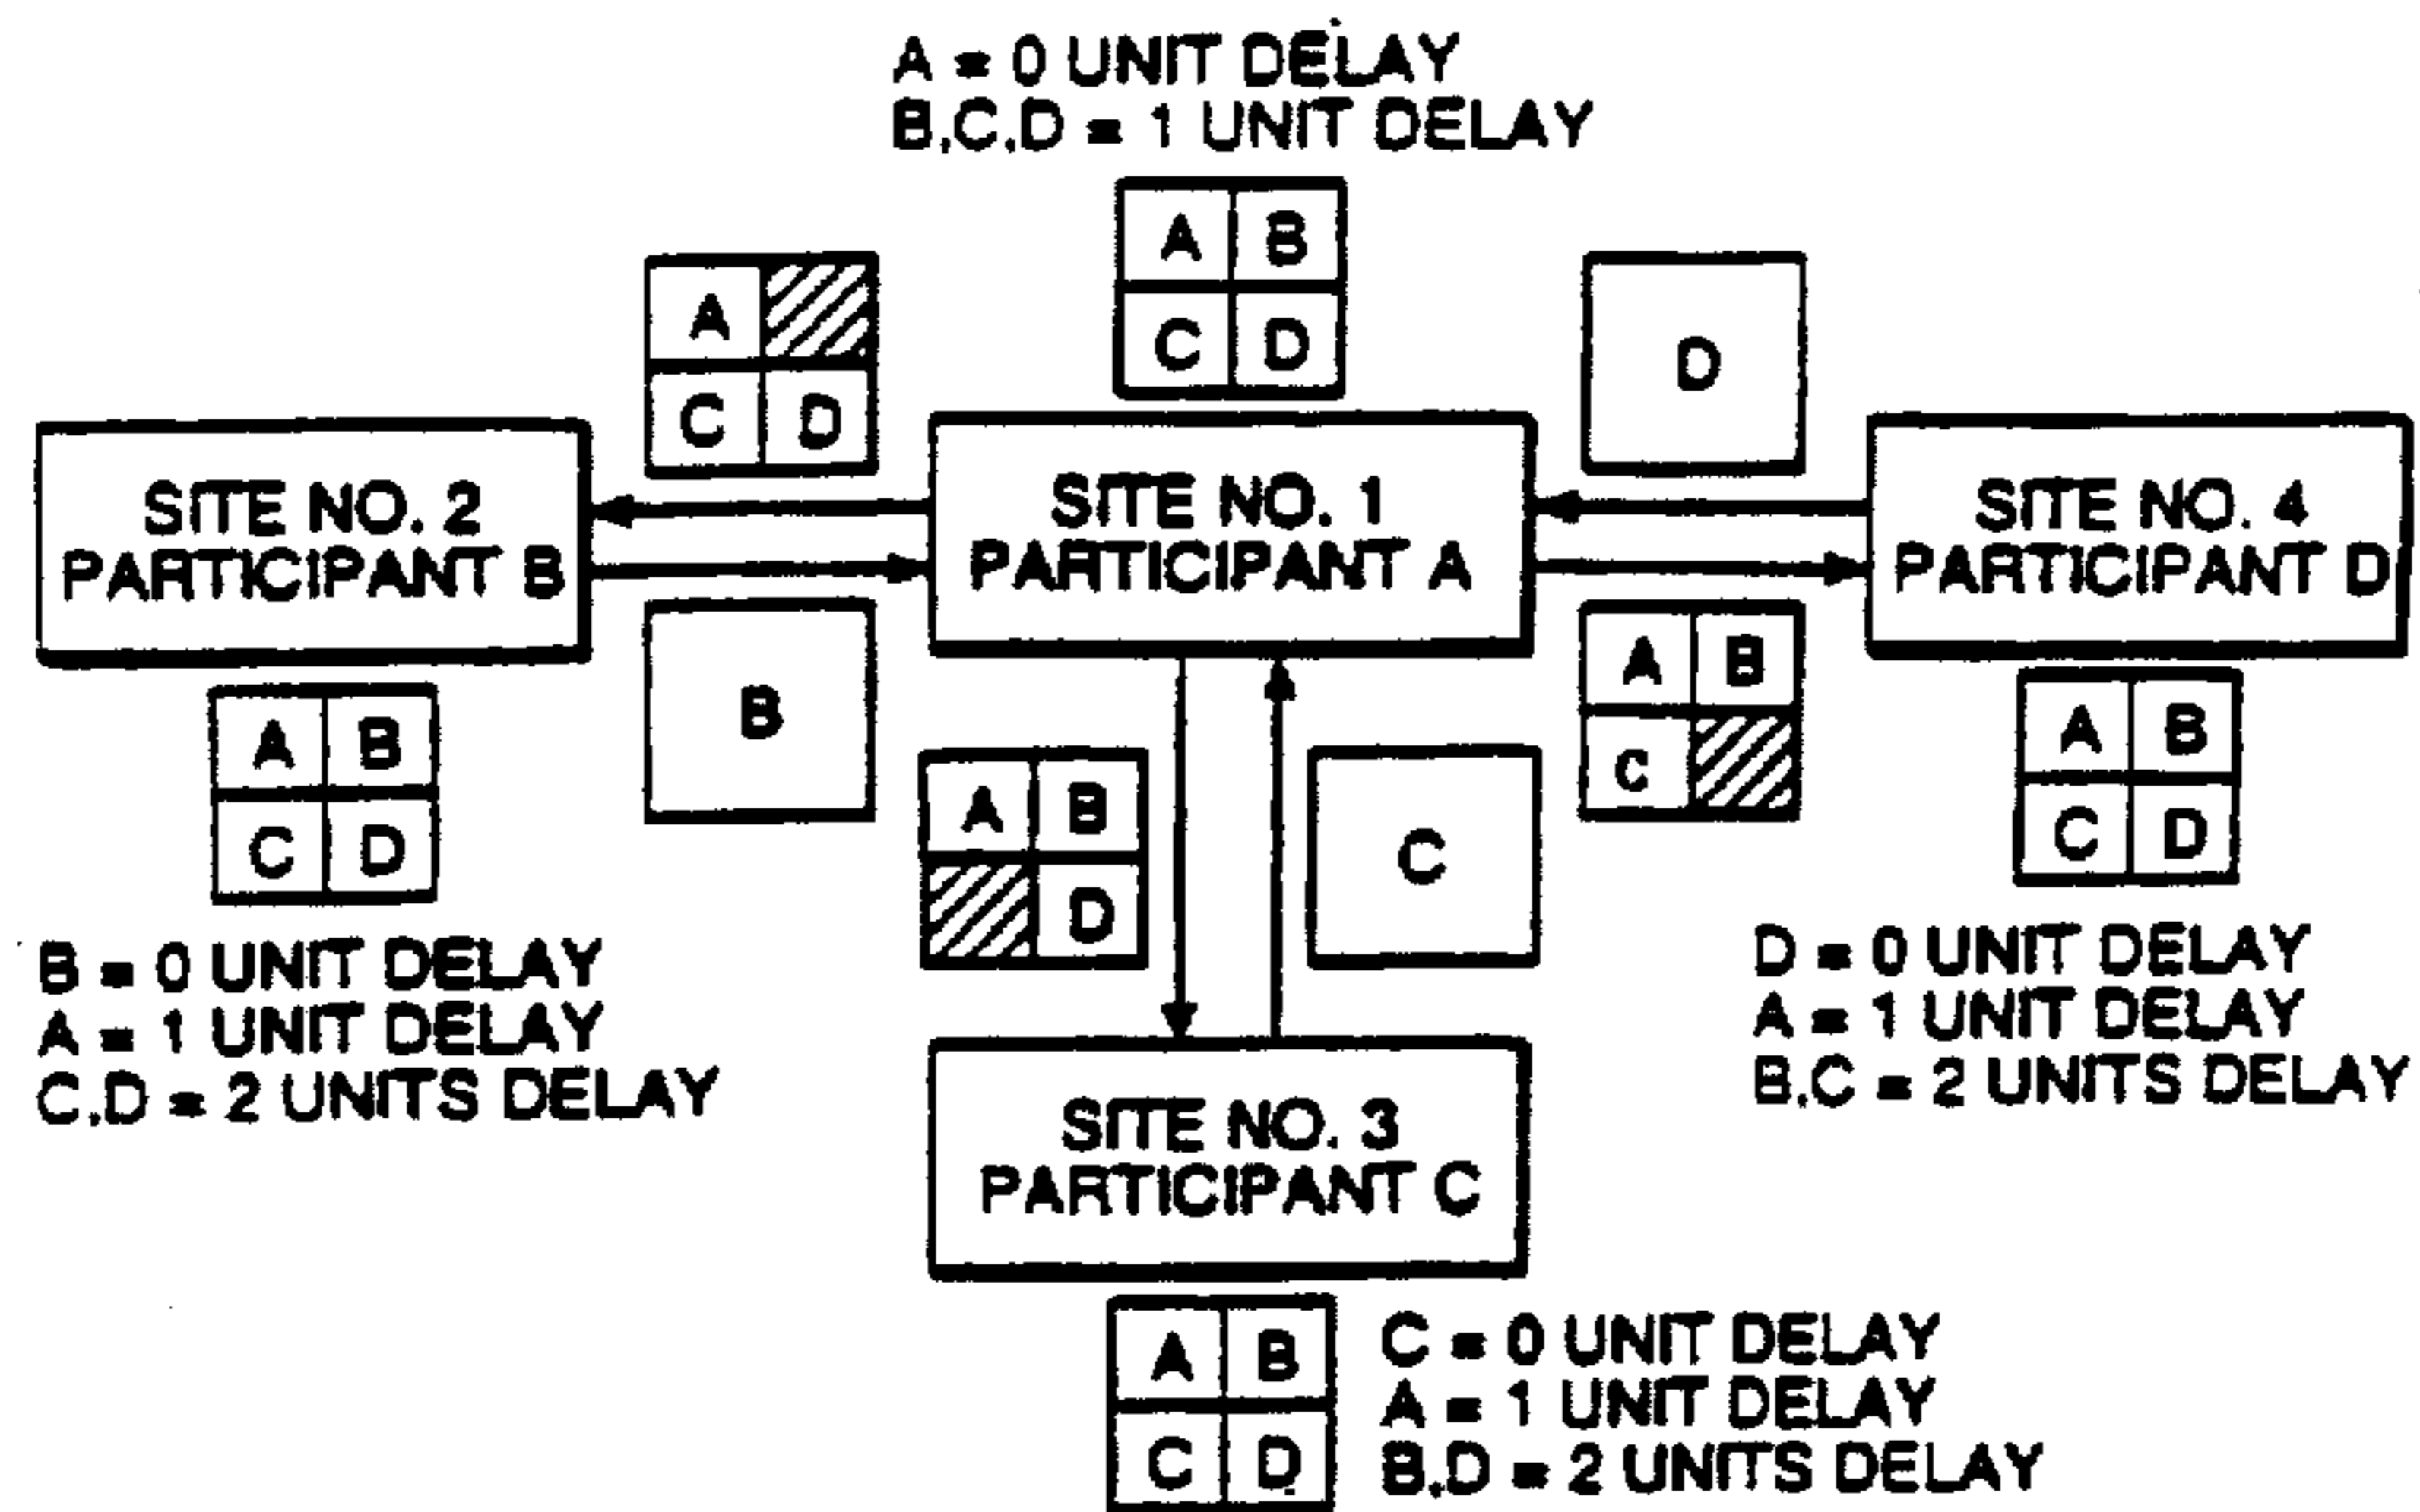 A = 0 UNIT DELAY
B,C,D = 1 UNIT DELAY
A B
C D
A
C D
D
SITE NO. 2
PARTICIPANT B
SITE NO. 1
PARTICIPANT A
SITE NO. 4
PARTICIPANT D
A B
C D
B
A B
D
C
A B
C
A B
C D
B = 0 UNIT DELAY
A = 1 UNIT DELAY
C,D = 2 UNITS DELAY
D = 0 UNIT DELAY
A = 1 UNIT DELAY
B,C = 2 UNITS DELAY
SITE NO. 3
PARTICIPANT C
A B
C D
C = 0 UNIT DELAY
A = 1 UNIT DELAY
B,D = 2 UNITS DELAY